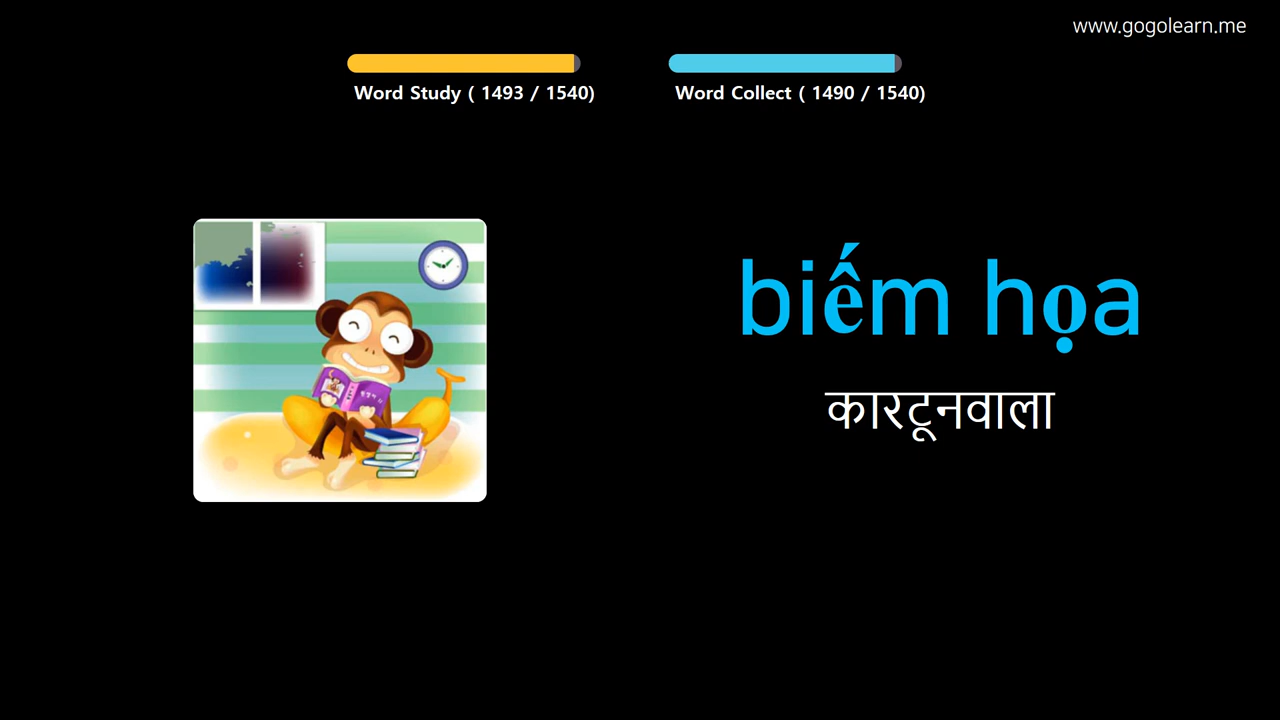 www.gogolearn.me
Word Study ( 1493 / 1540)
Word Collect ( 1490 / 1540)
biếm họa
कारटूनवाला